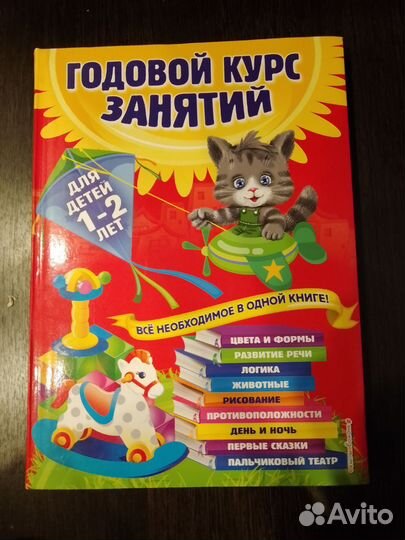 ГОДОВОЙ КУРС
ЗАНЯТИЙ
ДЛЯ
ДЕТЕЙ
1-2
ЛЕТ
ВСЁ НЕОБХОДИМОЕ В ОДНОЙ КНИГЕ!
ЦВЕТА И ФОРМЫ
РАЗВИТИЕ РЕЧИ
ЛОГИКА
ЖИВОТНЫЕ
РИСОВАНИЕ
ПРОТИВОПОЛОЖНОСТИ
ДЕНЬ И НОЧЬ
ПЕРВЫЕ СКАЗКИ
ПАЛЬЧИКОВЫЙ ТЕАТР
Avito